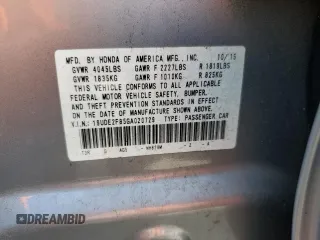 MFD. BY HONDA OF AMERICA MFG., INC. 10/15
GVWR 4045LBS GAWR F 2227LBS R 1819LBS
GVWR 1835KG GAWR F 1010KG R 825KG
THIS VEHICLE CONFORMS TO ALL APPLICABLE
FEDERAL MOTOR VEHICLE SAFETY, BUMPER,
AND THEFT PREVENTION STANDARDS IN EFFECT ON
THE DATE OF MANUFACTURE SHOWN ABOVE.
V.I.N.: 19UDE2F85GA020729 TYPE: PASSENGER CAR